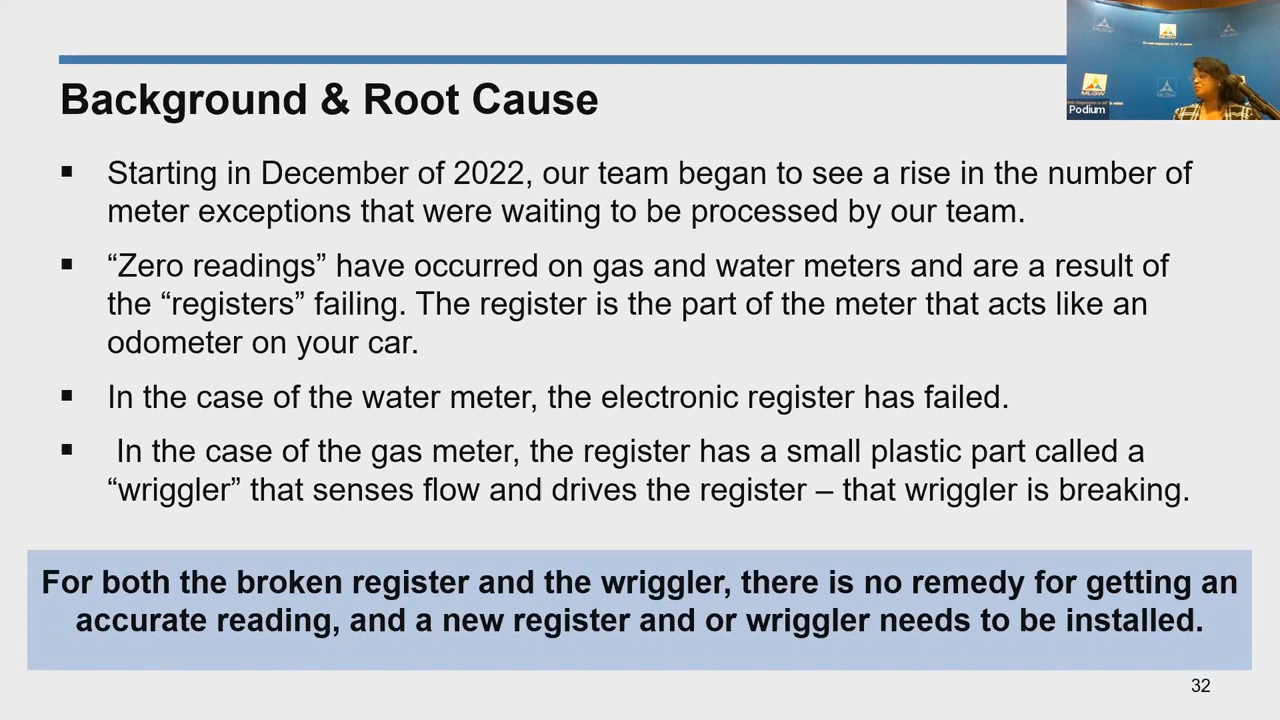 MLGW
MLGW
Podium
Background & Root Cause
▪ Starting in December of 2022, our team began to see a rise in the number of
meter exceptions that were waiting to be processed by our team.
▪ “Zero readings” have occurred on gas and water meters and are a result of
the “registers” failing. The register is the part of the meter that acts like an
odometer on your car.
▪ In the case of the water meter, the electronic register has failed.
▪ In the case of the gas meter, the register has a small plastic part called a
“wriggler” that senses flow and drives the register – that wriggler is breaking.
For both the broken register and the wriggler, there is no remedy for getting an
accurate reading, and a new register and or wriggler needs to be installed.
32